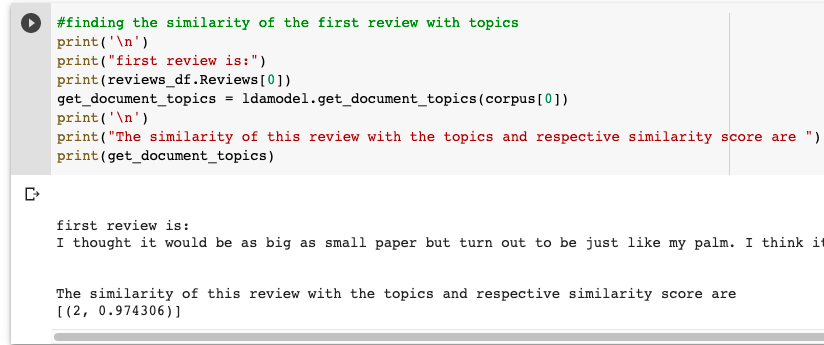 #finding the similarity of the first review with topics
print('\n')
print("first review is:")
print(reviews_df.Reviews[0])
get_document_topics = ldamodel.get_document_topics(corpus[0])
print('\n')
print("The similarity of this review with the topics and respective similarity score are ")
print(get_document_topics)
first review is:
I thought it would be as big as small paper but turn out to be just like my palm. I think it
The similarity of this review with the topics and respective similarity score are
[(2, 0.974306)]